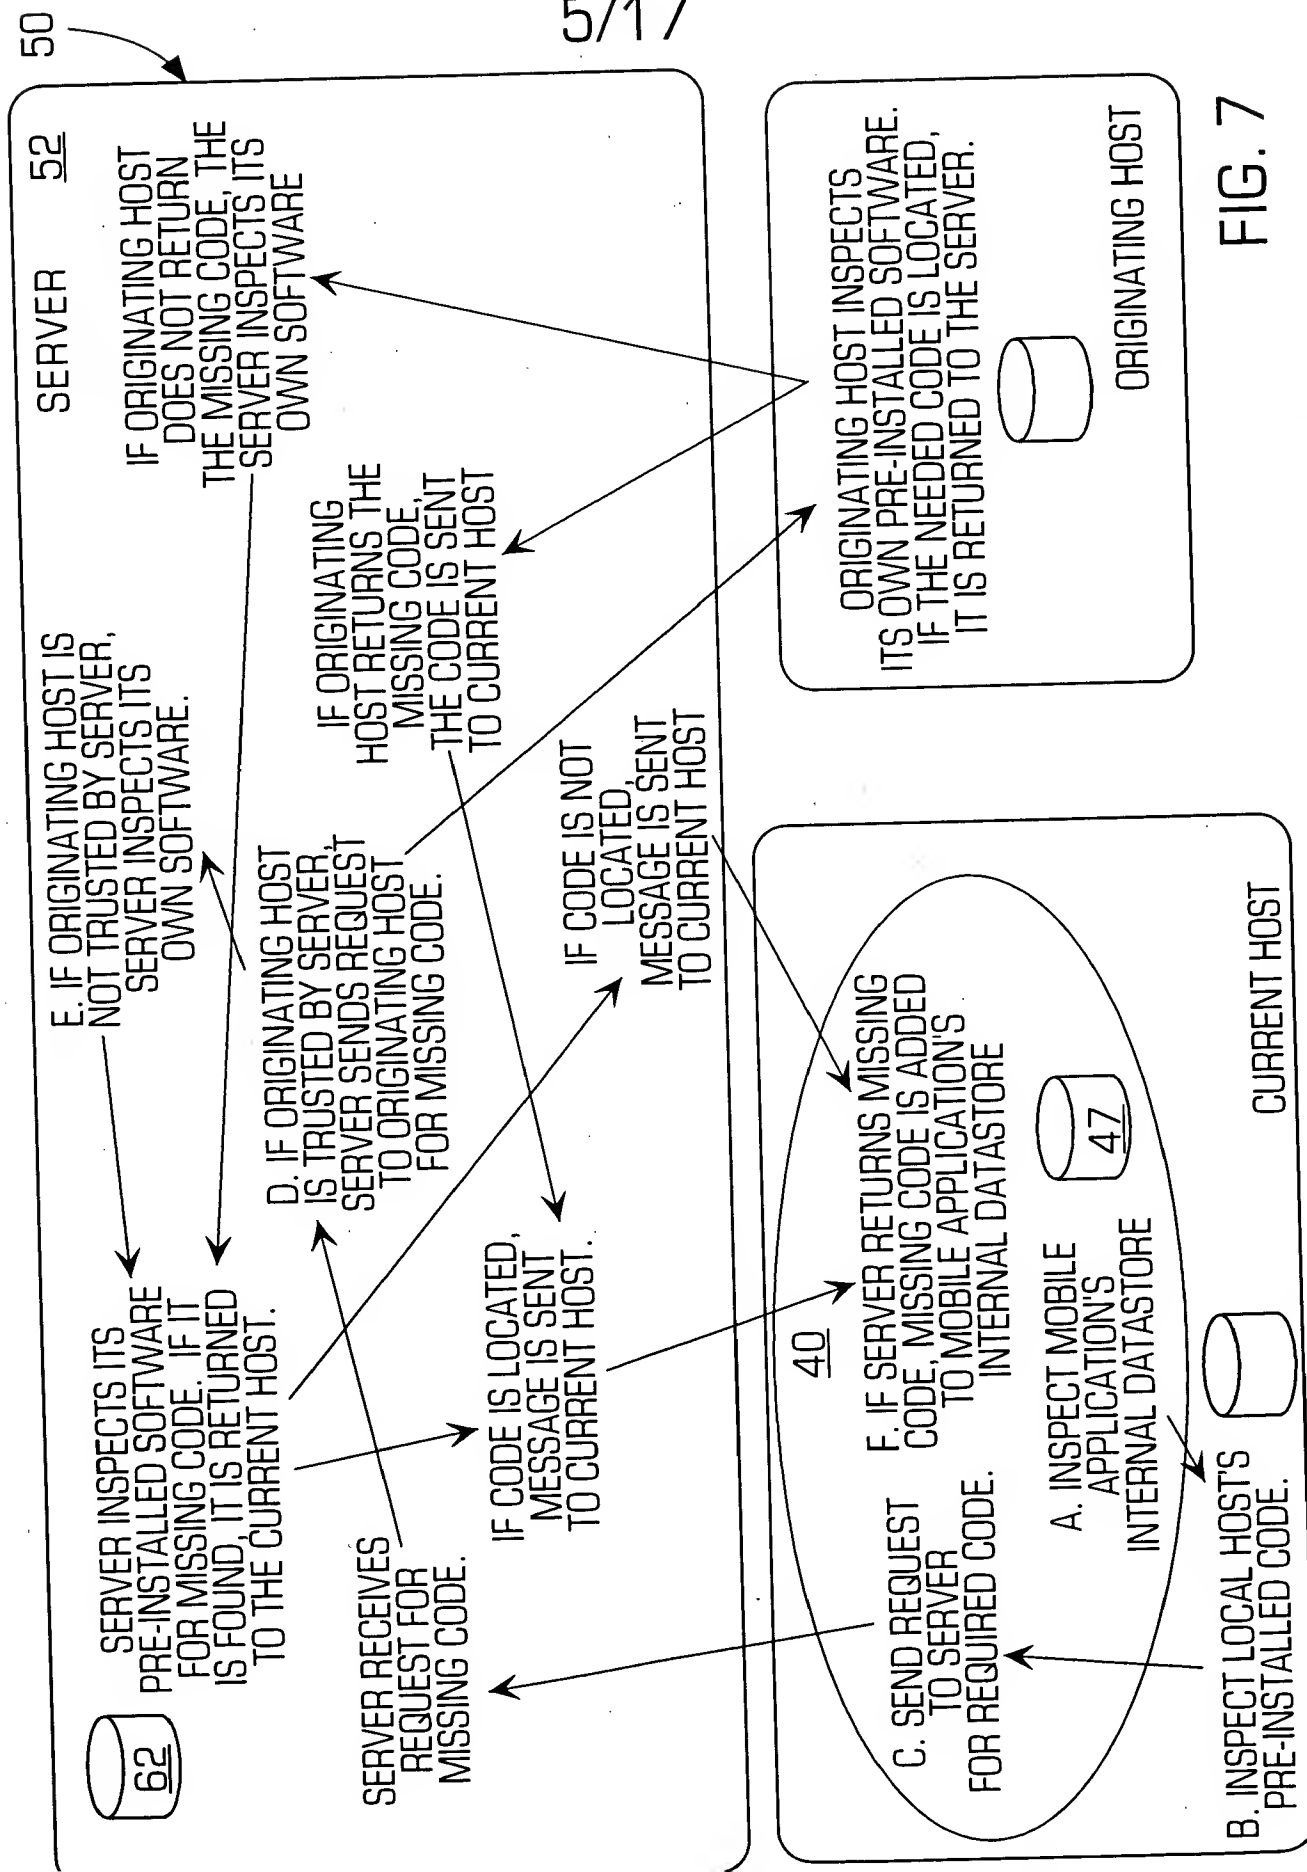 5/17
50
SERVER 52
62
SERVER INSPECTS ITS
PRE-INSTALLED SOFTWARE
FOR MISSING CODE. IF IT
IS FOUND, IT IS RETURNED
TO THE CURRENT HOST.
E. IF ORIGINATING HOST IS
NOT TRUSTED BY SERVER,
SERVER INSPECTS ITS
OWN SOFTWARE.
IF ORIGINATING HOST
DOES NOT RETURN
THE MISSING CODE, THE
SERVER INSPECTS ITS
OWN SOFTWARE
SERVER RECEIVES
REQUEST FOR
MISSING CODE.
D. IF ORIGINATING HOST
IS TRUSTED BY SERVER,
SERVER SENDS REQUEST
TO ORIGINATING HOST
FOR MISSING CODE.
IF ORIGINATING
HOST RETURNS THE
MISSING CODE,
THE CODE IS SENT
TO CURRENT HOST
IF CODE IS LOCATED,
MESSAGE IS SENT
TO CURRENT HOST.
IF CODE IS NOT
LOCATED,
MESSAGE IS SENT
TO CURRENT HOST
40
C. SEND REQUEST
TO SERVER
FOR REQUIRED CODE.
F. IF SERVER RETURNS MISSING
CODE, MISSING CODE IS ADDED
TO MOBILE APPLICATION'S
INTERNAL DATASTORE
A. INSPECT MOBILE
APPLICATION'S
INTERNAL DATASTORE
47
B. INSPECT LOCAL HOST'S
PRE-INSTALLED CODE.
CURRENT HOST
ORIGINATING HOST INSPECTS
ITS OWN PRE-INSTALLED SOFTWARE.
IF THE NEEDED CODE IS LOCATED,
IT IS RETURNED TO THE SERVER.
ORIGINATING HOST
FIG. 7